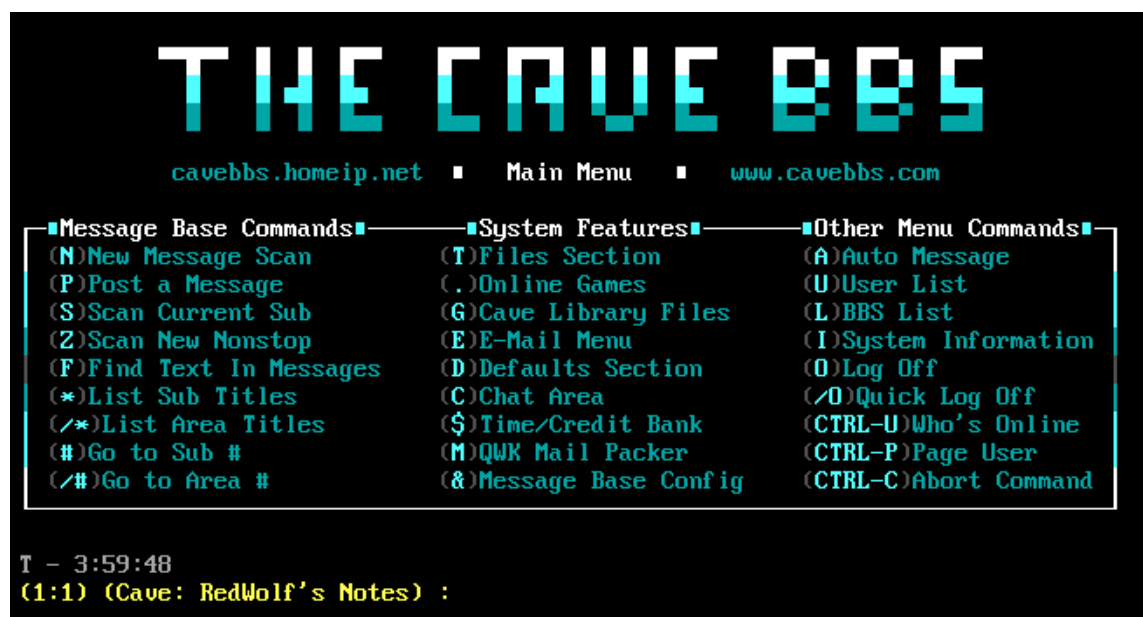 THE CAVE BBS
cavebbs.homeip.net ▪ Main Menu ▪ www.cavebbs.com
▪Message Base Commands▪ ▪System Features▪ ▪Other Menu Commands▪
(N)New Message Scan (T)Files Section (A)Auto Message
(P)Post a Message (.)Online Games (U)User List
(S)Scan Current Sub (G)Cave Library Files (L)BBS List
(Z)Scan New Nonstop (E)E-Mail Menu (I)System Information
(F)Find Text In Messages (D)Defaults Section (O)Log Off
(*)List Sub Titles (C)Chat Area (/O)Quick Log Off
(/*)List Area Titles ($)Time/Credit Bank (CTRL-U)Who's Online
(#)Go to Sub # (M)QWK Mail Packer (CTRL-P)Page User
(/#)Go to Area # (&)Message Base Config (CTRL-C)Abort Command
T - 3:59:48
(1:1) (Cave: RedWolf's Notes) :